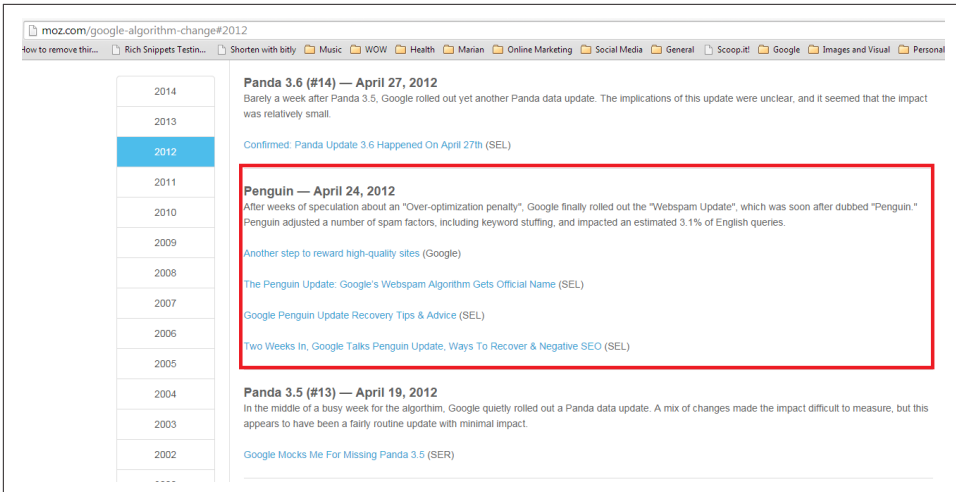 moz.com/google-algorithm-change#2012
How to remove thir... Rich Snippets Testin... Shorten with bitly Music WOW Health Marian Online Marketing Social Media General Scoop.it! Google Images and Visual Personal
2014
2013
2012
2011
2010
2009
2008
2007
2006
2005
2004
2003
2002
Panda 3.6 (#14) — April 27, 2012
Barely a week after Panda 3.5, Google rolled out yet another Panda data update. The implications of this update were unclear, and it seemed that the impact
was relatively small.
Confirmed: Panda Update 3.6 Happened On April 27th (SEL)
Penguin — April 24, 2012
After weeks of speculation about an "Over-optimization penalty", Google finally rolled out the "Webspam Update", which was soon after dubbed "Penguin."
Penguin adjusted a number of spam factors, including keyword stuffing, and impacted an estimated 3.1% of English queries.
Another step to reward high-quality sites (Google)
The Penguin Update: Google's Webspam Algorithm Gets Official Name (SEL)
Google Penguin Update Recovery Tips & Advice (SEL)
Two Weeks In, Google Talks Penguin Update, Ways To Recover & Negative SEO (SEL)
Panda 3.5 (#13) — April 19, 2012
In the middle of a busy week for the algorthim, Google quietly rolled out a Panda data update. A mix of changes made the impact difficult to measure, but this
appears to have been a fairly routine update with minimal impact.
Google Mocks Me For Missing Panda 3.5 (SER)